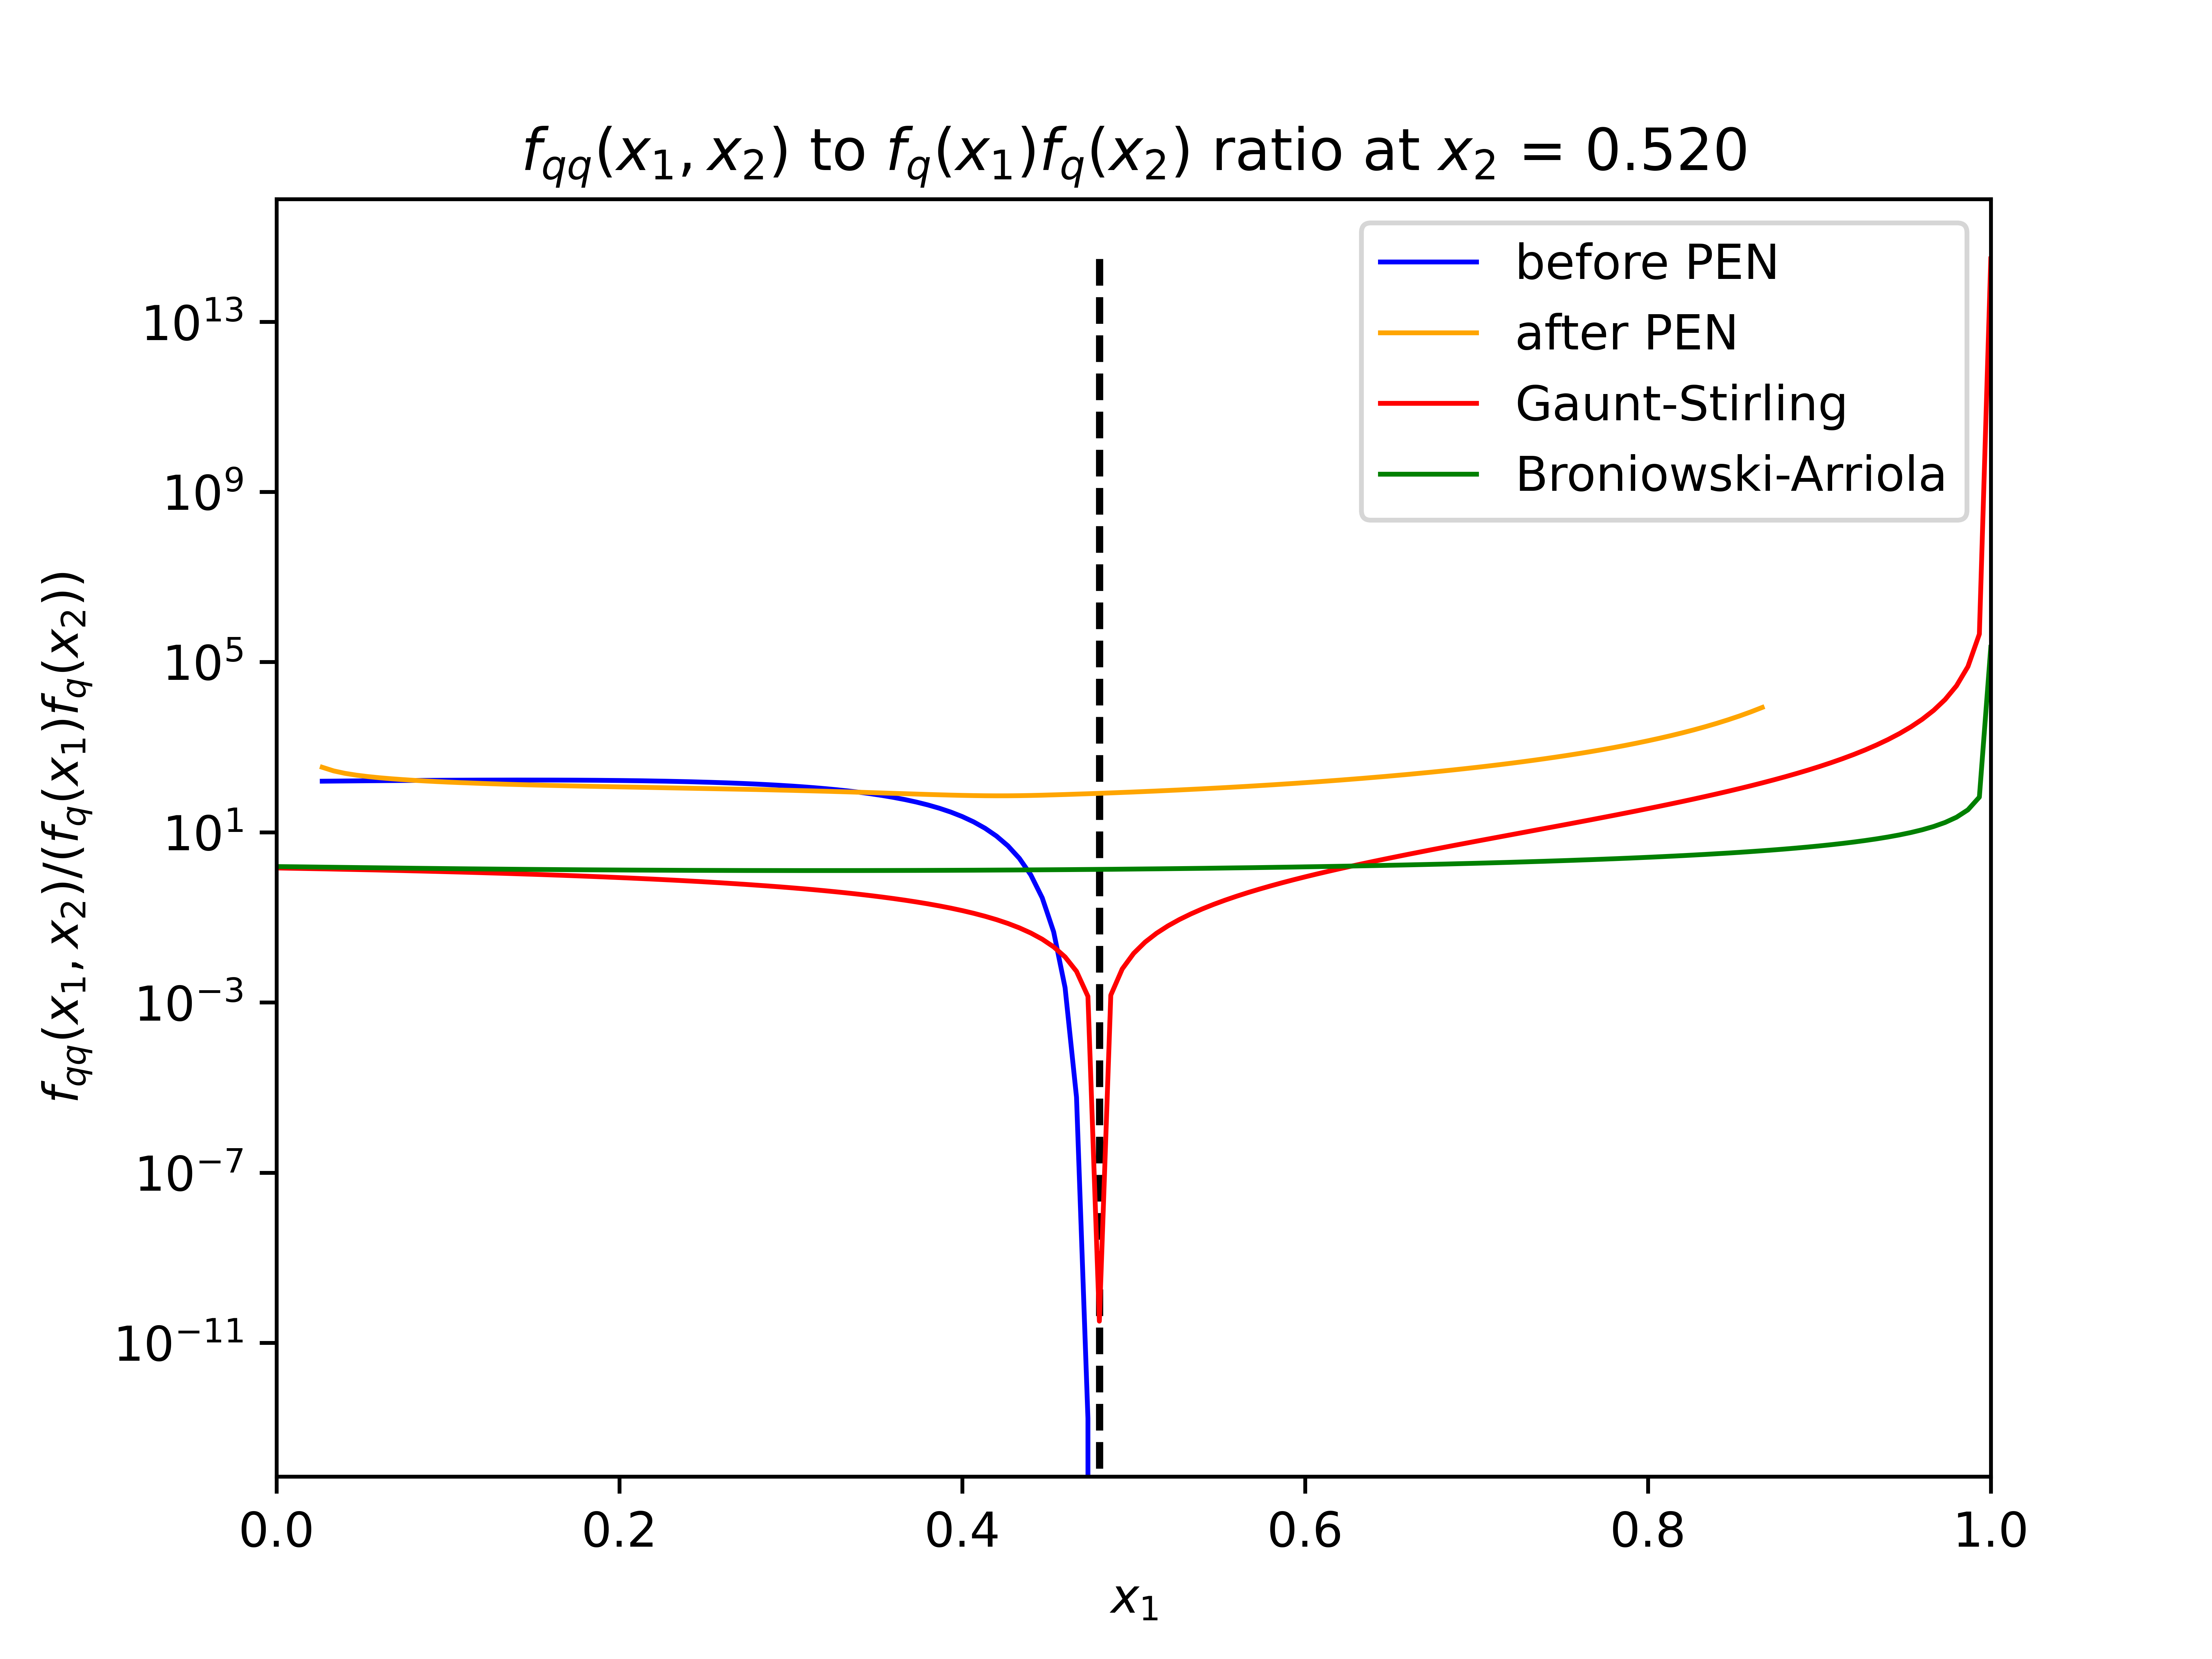 f_qq(x_1, x_2) to f_q(x_1)f_q(x_2) ratio at x_2 = 0.520
before PEN
after PEN
Gaunt-Stirling
Broniowski-Arriola
f_qq(x_1, x_2)/(f_q(x_1)f_q(x_2))
10^13
10^9
10^5
10^1
10^−3
10^−7
10^−11
0.0 0.2 0.4 0.6 0.8 1.0
x_1